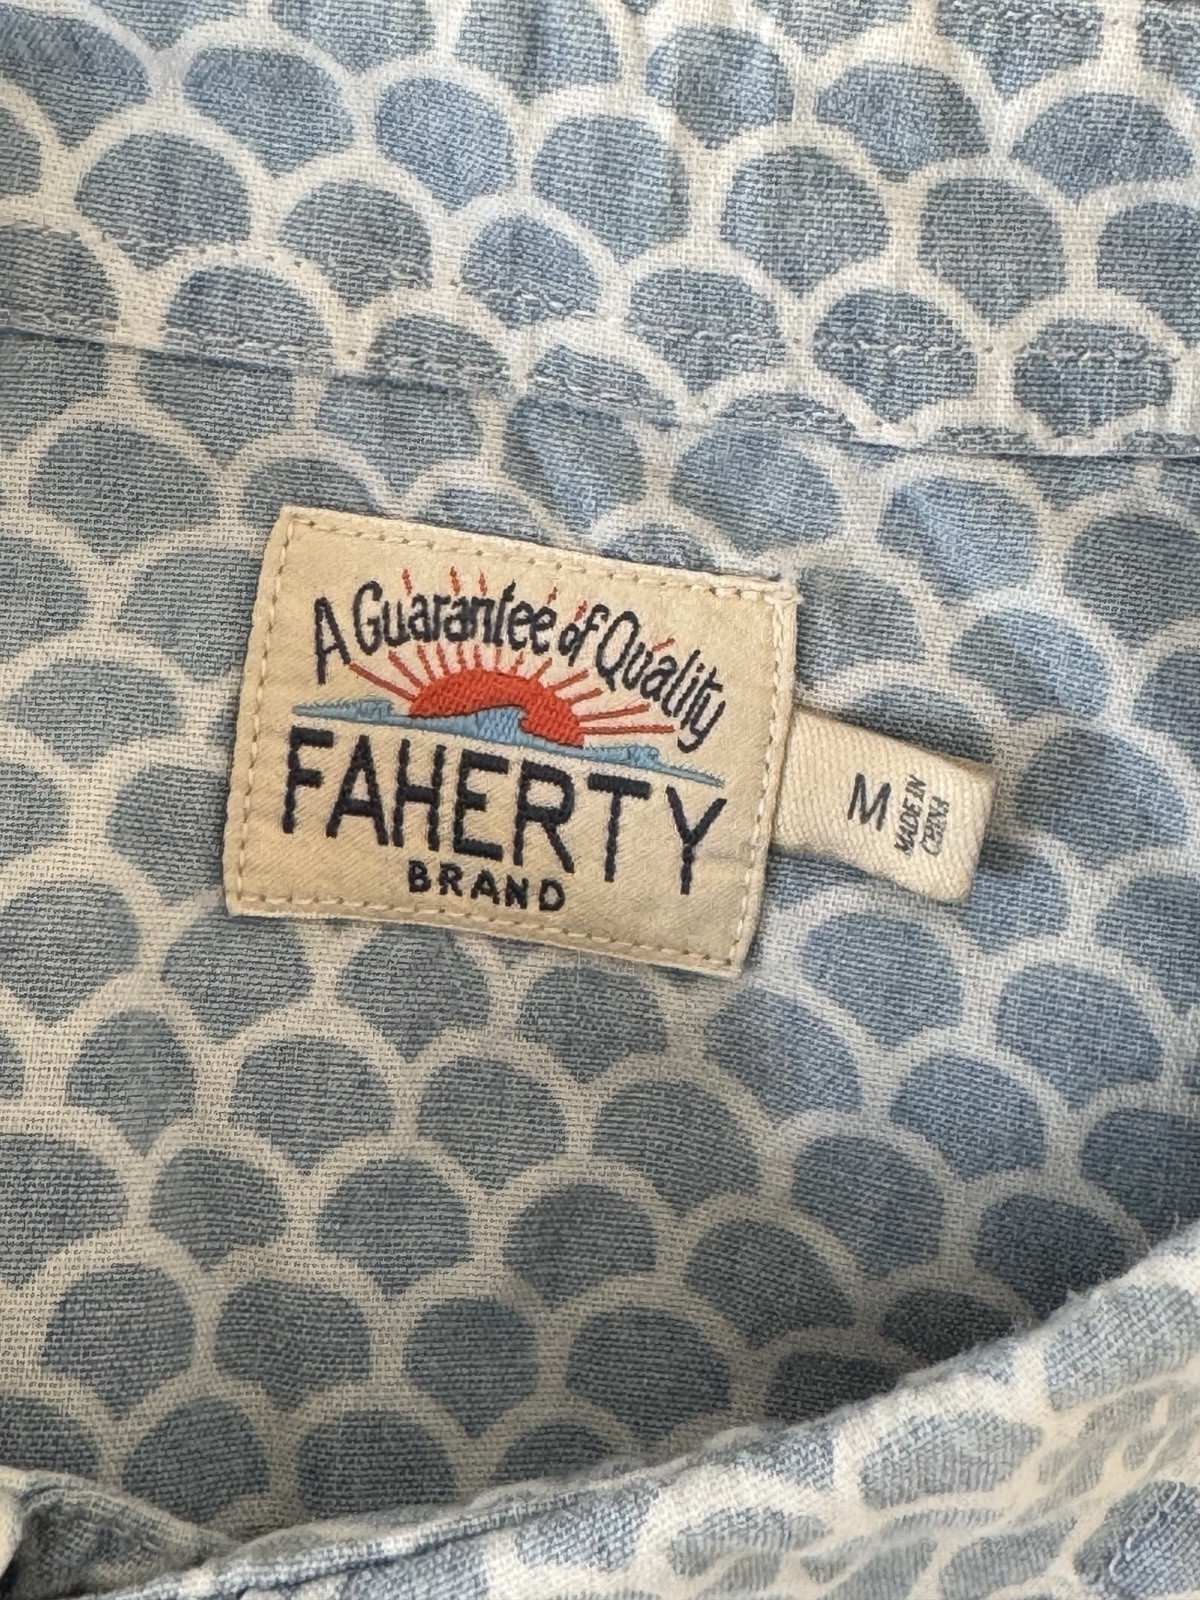 A Guarantee of Quality
FAHERTY
BRAND
M
MADE IN
CHINA